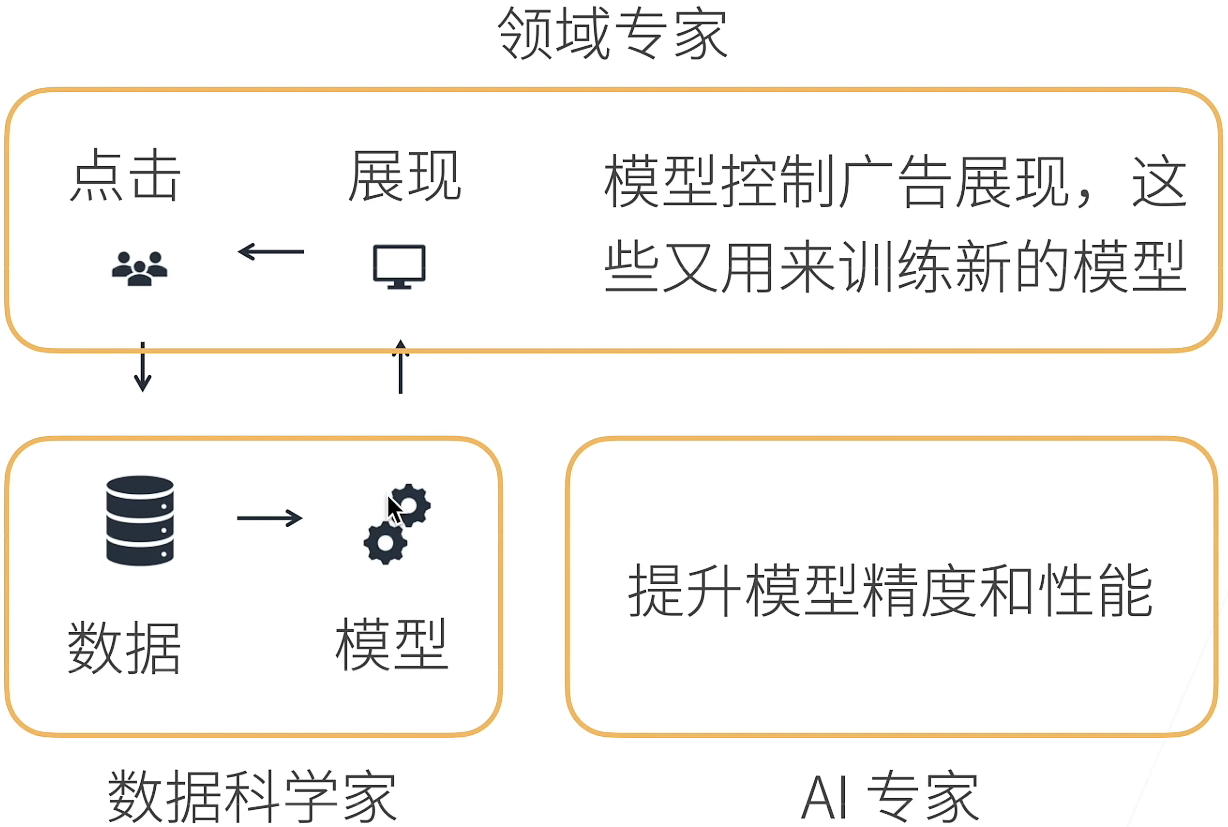 领域专家
点击
展现
模型控制广告展现，这
些又用来训练新的模型
数据
模型
提升模型精度和性能
数据科学家
AI 专家